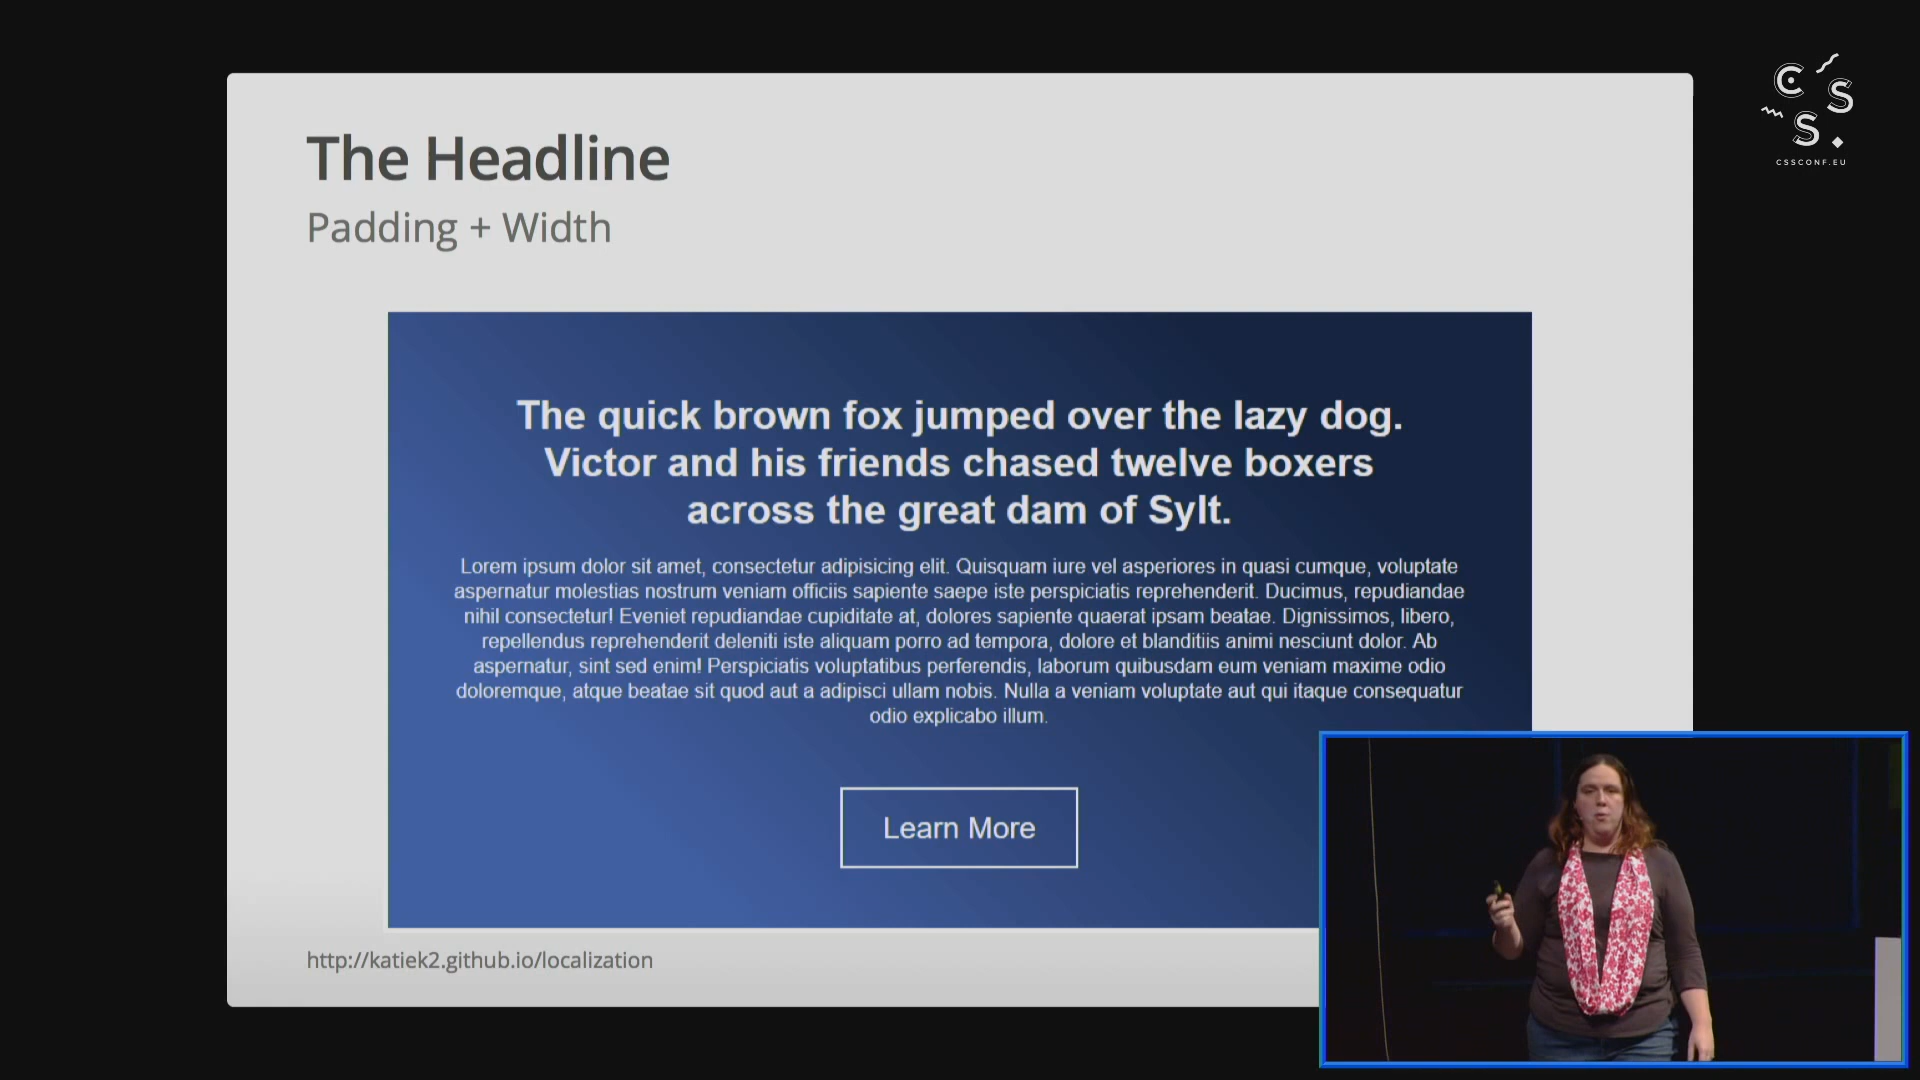 The Headline
Padding + Width
The quick brown fox jumped over the lazy dog.
Victor and his friends chased twelve boxers
across the great dam of Sylt.
Lorem ipsum dolor sit amet, consectetur adipisicing elit. Quisquam iure vel asperiores in quasi cumque, voluptate
aspernatur molestias nostrum veniam officiis sapiente saepe iste perspiciatis reprehenderit. Ducimus, repudiandae
nihil consectetur! Eveniet repudiandae cupiditate at, dolores sapiente quaerat ipsam beatae. Dignissimos, libero,
repellendus reprehenderit deleniti iste aliquam porro ad tempora, dolore et blanditiis animi nesciunt dolor. Ab
aspernatur, sint sed enim! Perspiciatis voluptatibus perferendis, laborum quibusdam eum veniam maxime odio
doloremque, atque beatae sit quod aut a adipisci ullam nobis. Nulla a veniam voluptate aut qui itaque consequatur
odio explicabo illum.
Learn More
http://katiek2.github.io/localization
CSS
CSSCONF.EU